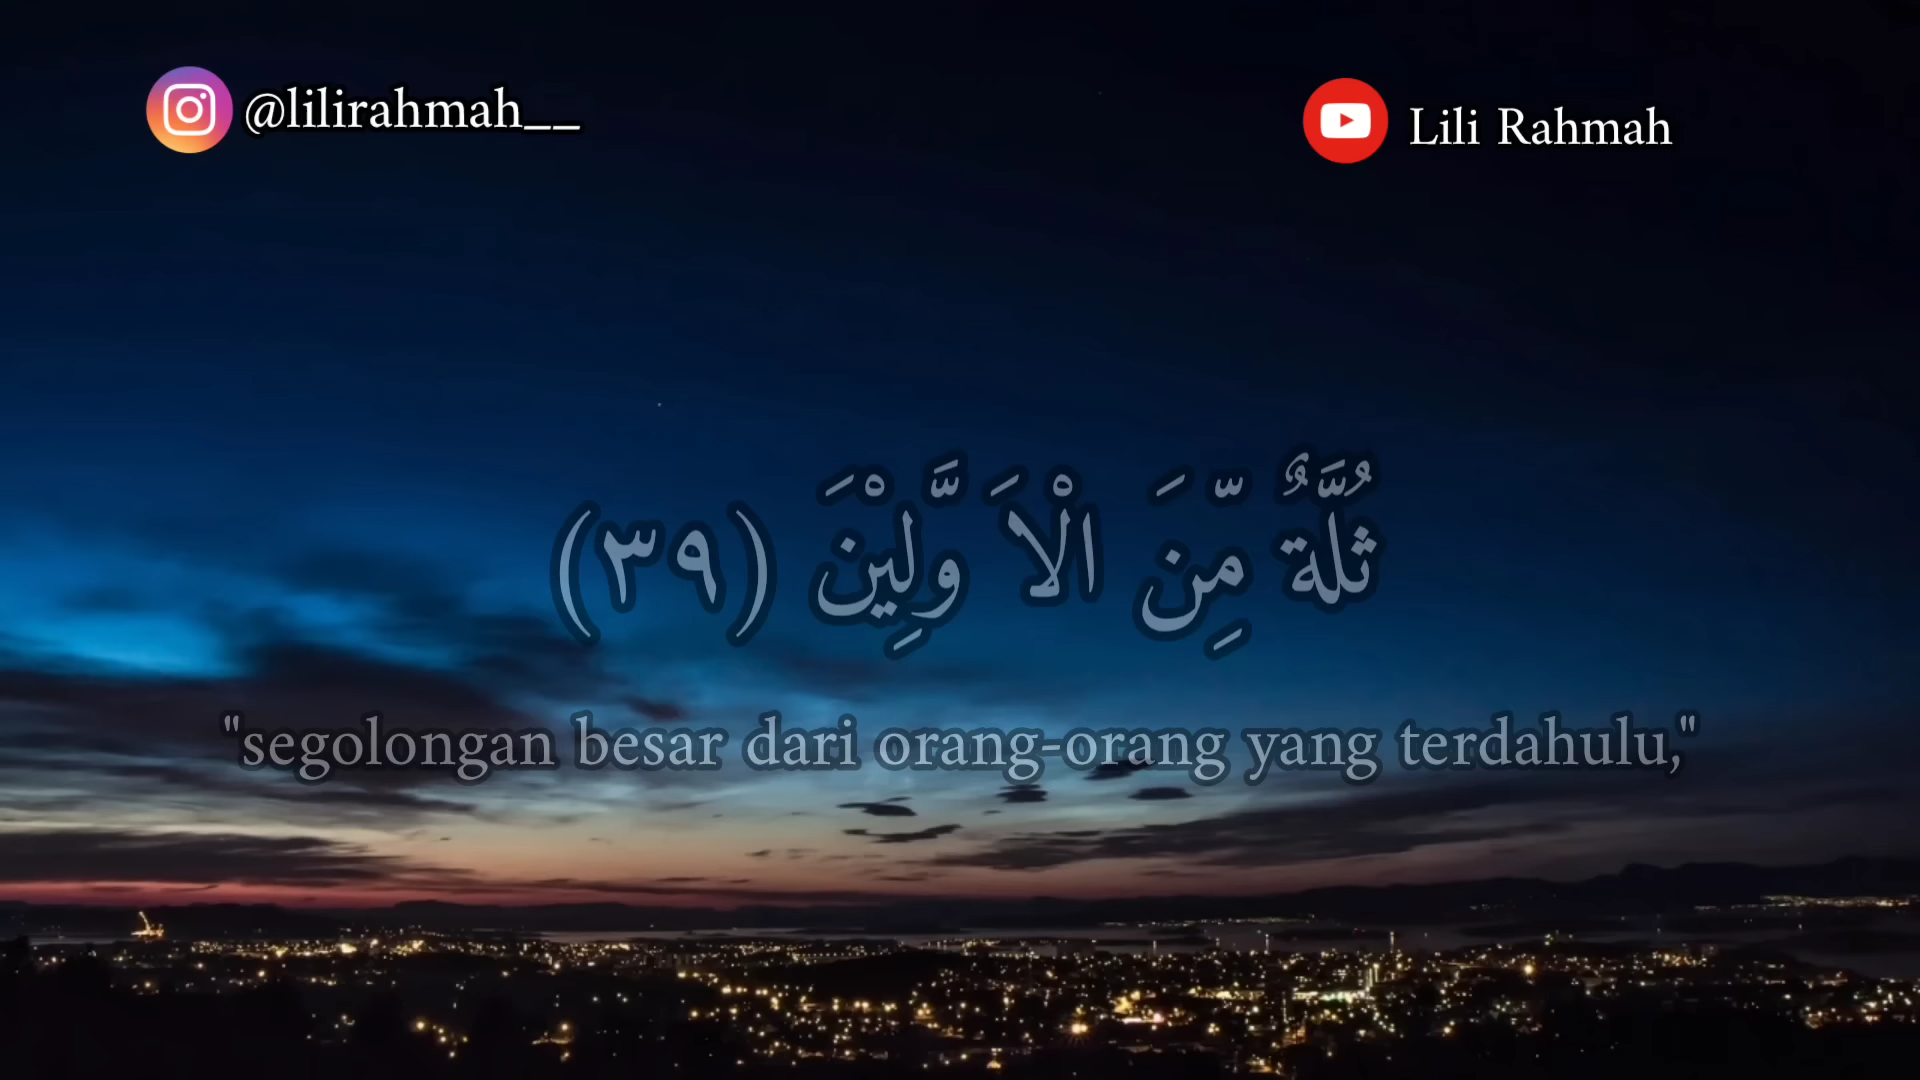 @lilirahmah__
Lili Rahmah
ثُلَّةٌ مِّنَ الْاَ وَّلِيْنَ (٣٩)
"segolongan besar dari orang-orang yang terdahulu,"